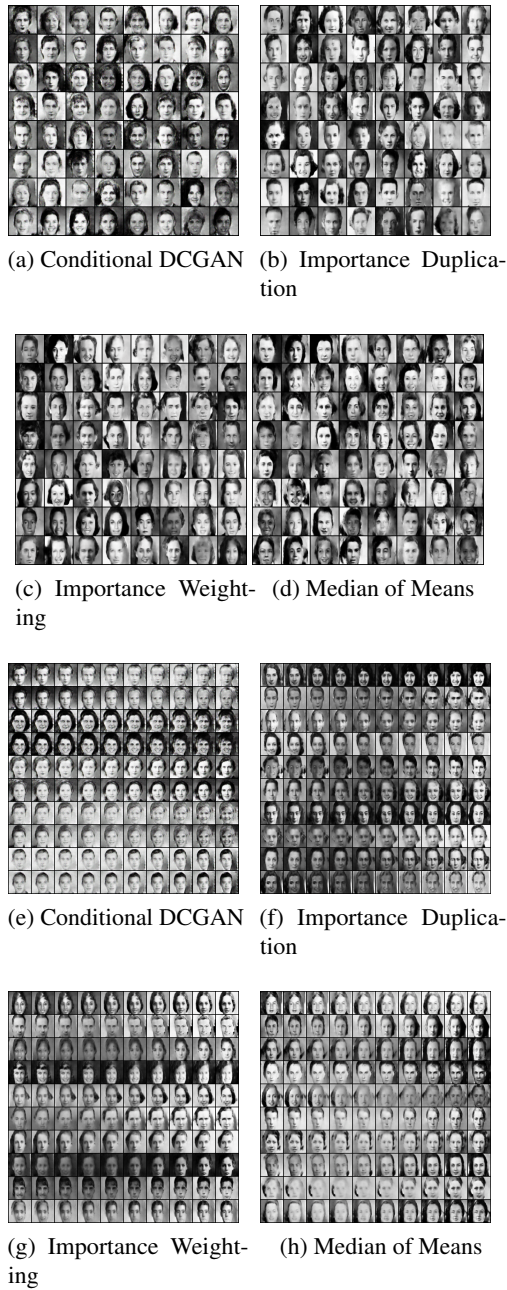 (a) Conditional DCGAN
(b) Importance Duplica-
tion
(c) Importance Weight-
ing
(d) Median of Means
(e) Conditional DCGAN
(f) Importance Duplica-
tion
(g) Importance Weight-
ing
(h) Median of Means